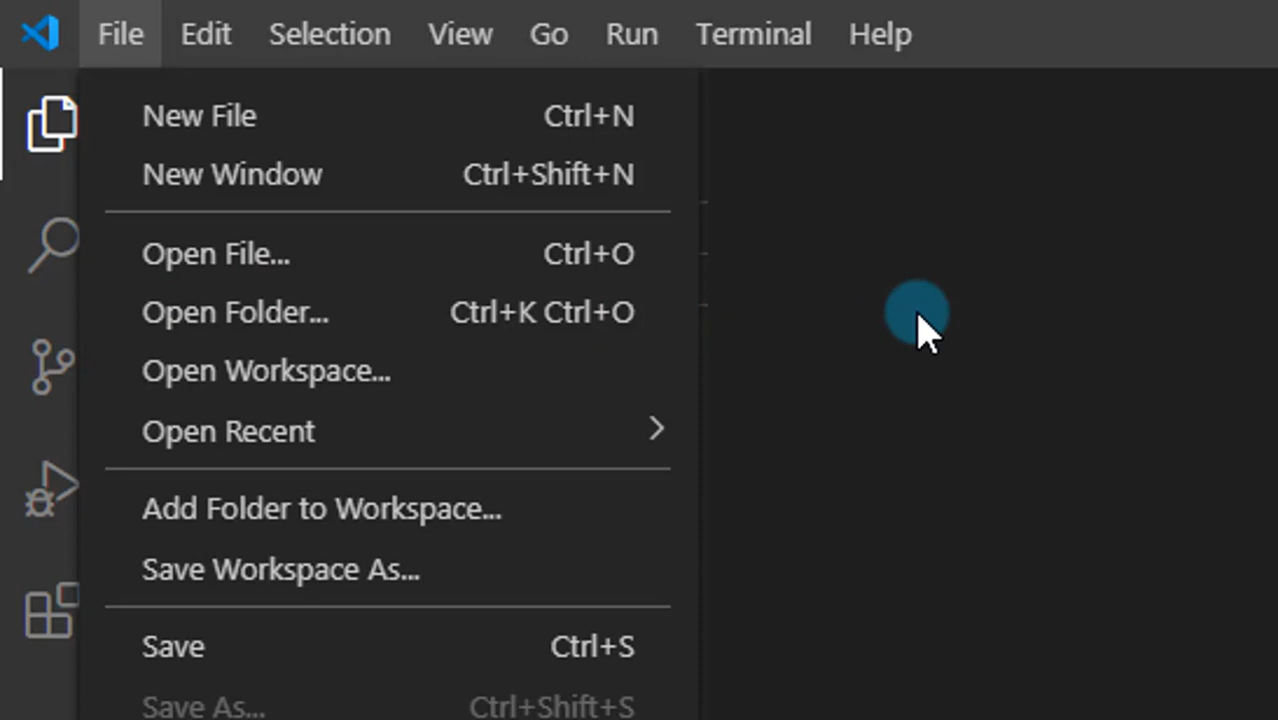 File Edit Selection View Go Run Terminal Help
New File Ctrl+N
New Window Ctrl+Shift+N
Open File... Ctrl+O
Open Folder... Ctrl+K Ctrl+O
Open Workspace...
Open Recent
Add Folder to Workspace...
Save Workspace As...
Save Ctrl+S
Save As... Ctrl+Shift+S